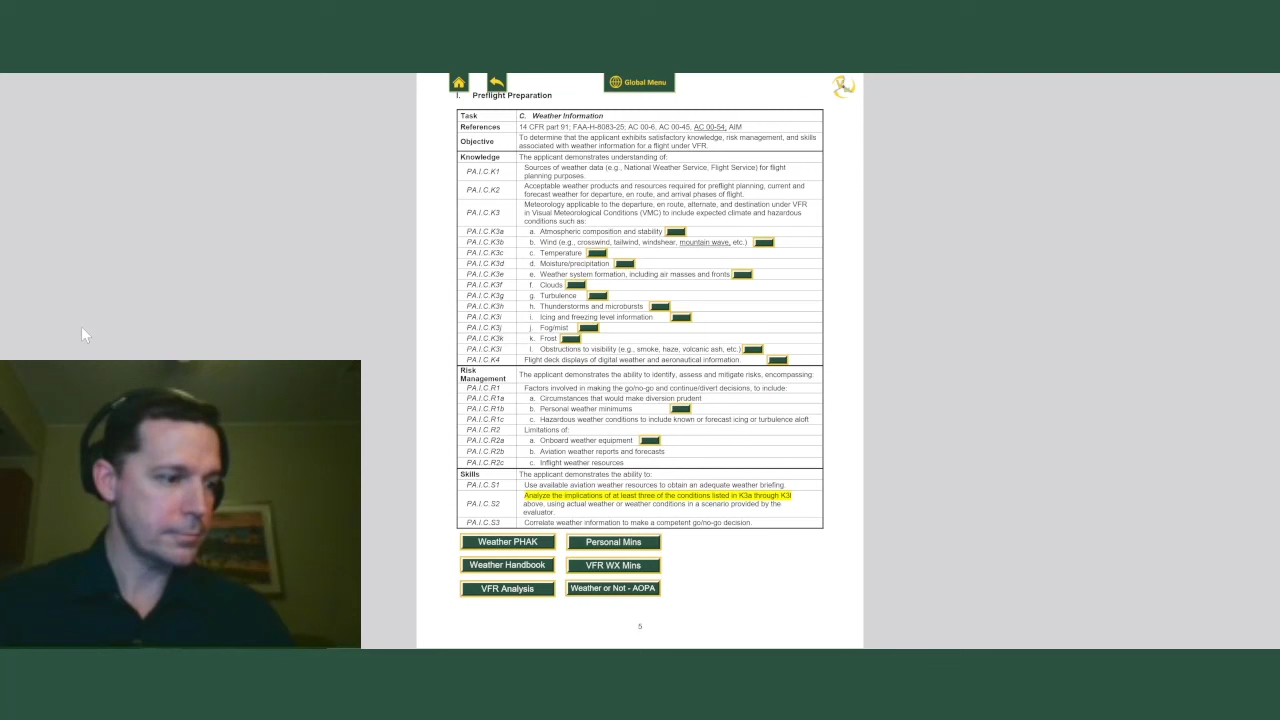 Global Menu
I. Preflight Preparation
Task C. Weather Information
References 14 CFR part 91; FAA-H-8083-25; AC 00-6, AC 00-45, AC 00-54; AIM
Objective To determine that the applicant exhibits satisfactory knowledge, risk management, and skills
associated with weather information for a flight under VFR.
Knowledge The applicant demonstrates understanding of:
PA.I.C.K1 Sources of weather data (e.g., National Weather Service, Flight Service) for flight
planning purposes.
PA.I.C.K2 Acceptable weather products and resources required for preflight planning, current and
forecast weather for departure, en route, and arrival phases of flight.
PA.I.C.K3 Meteorology applicable to the departure, en route, alternate, and destination under VFR
in Visual Meteorological Conditions (VMC) to include expected climate and hazardous
conditions such as:
PA.I.C.K3a a. Atmospheric composition and stability
PA.I.C.K3b b. Wind (e.g., crosswind, tailwind, windshear, mountain wave, etc.)
PA.I.C.K3c c. Temperature
PA.I.C.K3d d. Moisture/precipitation
PA.I.C.K3e e. Weather system formation, including air masses and fronts
PA.I.C.K3f f. Clouds
PA.I.C.K3g g. Turbulence
PA.I.C.K3h h. Thunderstorms and microbursts
PA.I.C.K3i i. Icing and freezing level information
PA.I.C.K3j j. Fog/mist
PA.I.C.K3k k. Frost
PA.I.C.K3l l. Obstructions to visibility (e.g., smoke, haze, volcanic ash, etc.)
PA.I.C.K4 Flight deck displays of digital weather and aeronautical information.
Risk Management The applicant demonstrates the ability to identify, assess and mitigate risks, encompassing:
PA.I.C.R1 Factors involved in making the go/no-go and continue/divert decisions, to include:
PA.I.C.R1a a. Circumstances that would make diversion prudent
PA.I.C.R1b b. Personal weather minimums
PA.I.C.R1c c. Hazardous weather conditions to include known or forecast icing or turbulence aloft
PA.I.C.R2 Limitations of:
PA.I.C.R2a a. Onboard weather equipment
PA.I.C.R2b b. Aviation weather reports and forecasts
PA.I.C.R2c c. Inflight weather resources
Skills The applicant demonstrates the ability to:
PA.I.C.S1 Use available aviation weather resources to obtain an adequate weather briefing.
PA.I.C.S2 Analyze the implications of at least three of the conditions listed in K3a through K3l
above, using actual weather or weather conditions in a scenario provided by the
evaluator.
PA.I.C.S3 Correlate weather information to make a competent go/no-go decision.
Weather PHAK Personal Mins
Weather Handbook VFR WX Mins
VFR Analysis Weather or Not - AOPA
5